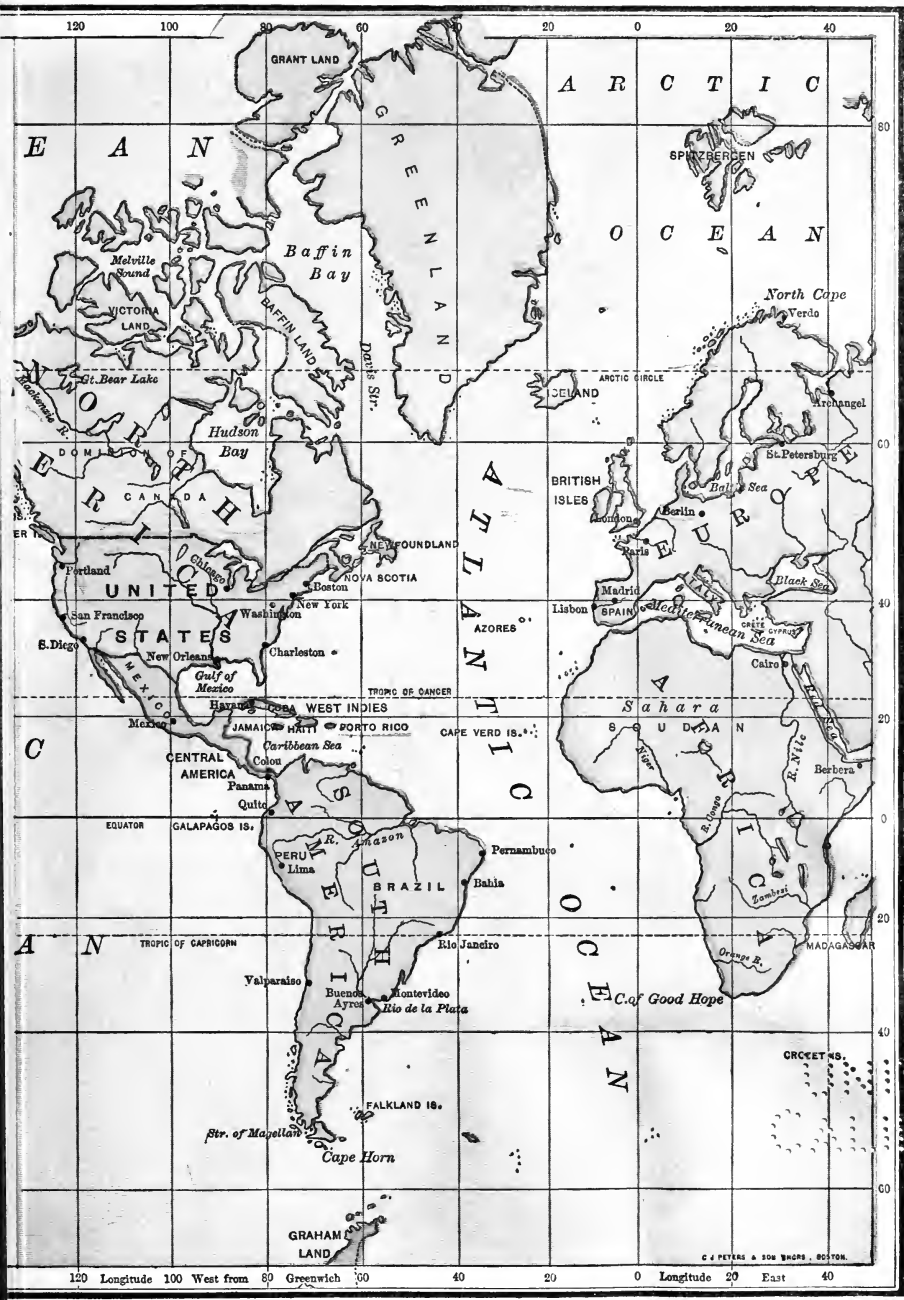 120 100 80 60 40 20 0 20 40
GRANT LAND
ARCTIC
GREENLAND
80
EAN
SPITZBERGEN
OCEAN
Baffin
Bay
Melville
Sound
VICTORIA
LAND
BAFFIN LAND
North Cape
Verdo
Davis Str.
Gt. Bear Lake
Mackenzie R.
ARCTIC CIRCLE
ICELAND
Archangel
NORTH
Hudson
Bay
60
St. Petersburg
DOMINION OF
CANADA
ERICA
BRITISH
ISLES
Baltic Sea
London
Berlin
EUROPE
Paris
IS.
ER I.
NEWFOUNDLAND
NOVA SCOTIA
Portland
Chicago
Boston
UNITED
New York
Washington
Black Sea
ITALY
Madrid
40
Lisbon
SPAIN
Mediterranean Sea
CRETE
CYPRUS
San Francisco
STATES
AZORES
S. Diego
New Orleans
Charleston
Cairo
MEXICO
Gulf of
Mexico
TROPIC OF CANCER
Havana
CUBA
WEST INDIES
Sahara
Red Sea
Mexico
JAMAICA
HAITI
PORTO RICO
CAPE VERD IS.
SOUDAN
20
C
Caribbean Sea
CENTRAL
AMERICA
Colon
Niger
R. Nile
Berbera
Panama
ATLANTIC
AFRICA
Quito
R. Congo
EQUATOR
GALAPAGOS IS.
0
R. Amazon
PERU
Lima
Pernambuco
SOUTH
AMERICA
BRAZIL
Bahia
Zambesi
20
OCEAN
AN
TROPIC OF CAPRICORN
Rio Janeiro
MADAGASCAR
Orange R.
Valparaiso
Buenos
Ayres
Montevideo
Rio de la Plata
C. of Good Hope
40
CROZET IS.
FALKLAND IS.
Str. of Magellan
Cape Horn
60
GRAHAM
LAND
C J PETERS & SON ENGRS. BOSTON.
120 Longitude 100 West from 80 Greenwich 60 40 20 0 Longitude 20 East 40